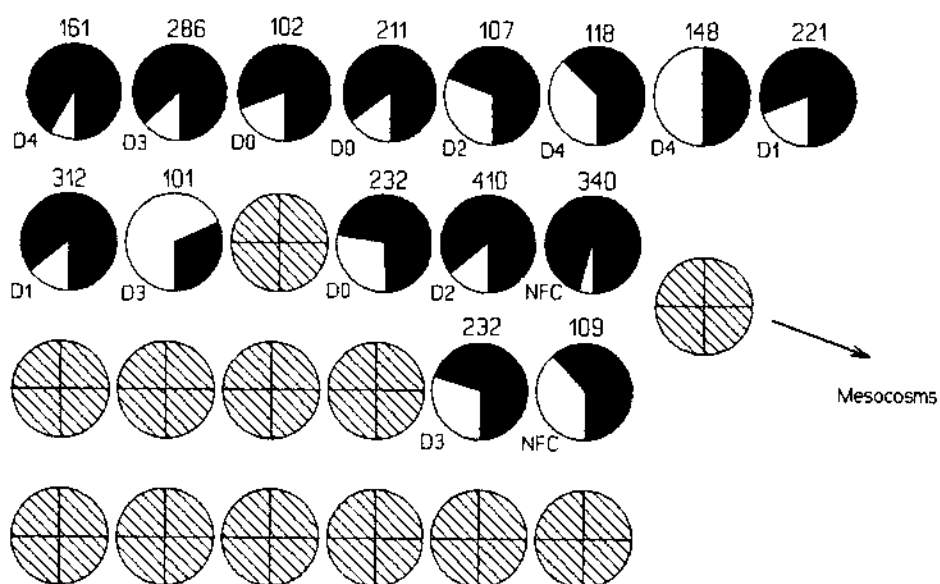 161 286 102 211 107 118 148 221
D4 D3 D0 D0 D2 D4 D4 D1
312 101 232 410 340
D1 D3 D0 D2 NFC
232 109
Mesocosms
D3 NFC